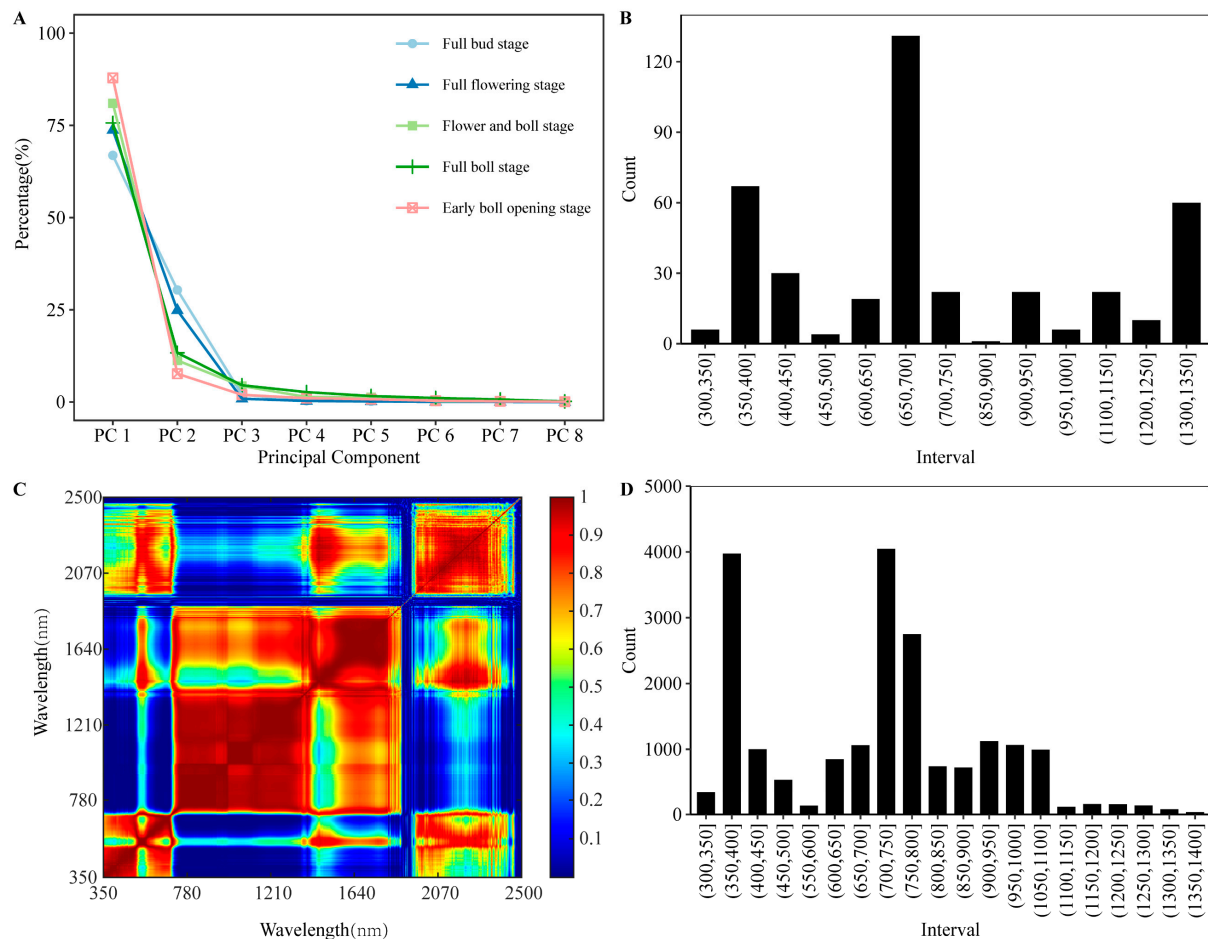 A
100
75
50
25
0
Percentage(%)
PC 1 PC 2 PC 3 PC 4 PC 5 PC 6 PC 7 PC 8
Principal Component
Full bud stage
Full flowering stage
Flower and boll stage
Full boll stage
Early boll opening stage
B
120
90
60
30
0
Count
(300,350] (350,400] (400,450] (450,500] (600,650] (650,700] (700,750] (850,900] (900,950] (950,1000] (1100,1150] (1200,1250] (1300,1350]
Interval
C
2500
2070
1640
1210
780
350
Wavelength(nm)
350 780 1210 1640 2070 2500
Wavelength(nm)
1
0.9
0.8
0.7
0.6
0.5
0.4
0.3
0.2
0.1
D
5000
4000
3000
2000
1000
0
Count
(300,350] (350,400] (400,450] (450,500] (550,600] (600,650] (650,700] (700,750] (750,800] (800,850] (850,900] (900,950] (950,1000] (1050,1100] (1100,1150] (1150,1200] (1200,1250] (1250,1300] (1300,1350] (1350,1400]
Interval